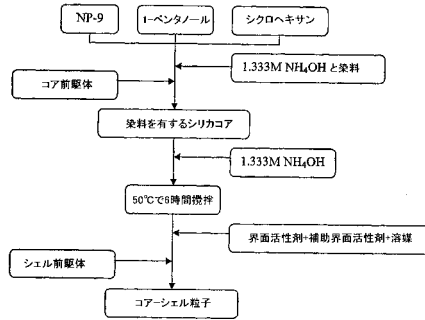 NP-9
1-ペンタノール
シクロヘキサン
1.333M NH₄OH と染料
コア前駆体
染料を有するシリカコア
1.333M NH₄OH
50℃で6時間撹拌
界面活性剤+補助界面活性剤+溶媒
シェル前駆体
コア−シェル粒子